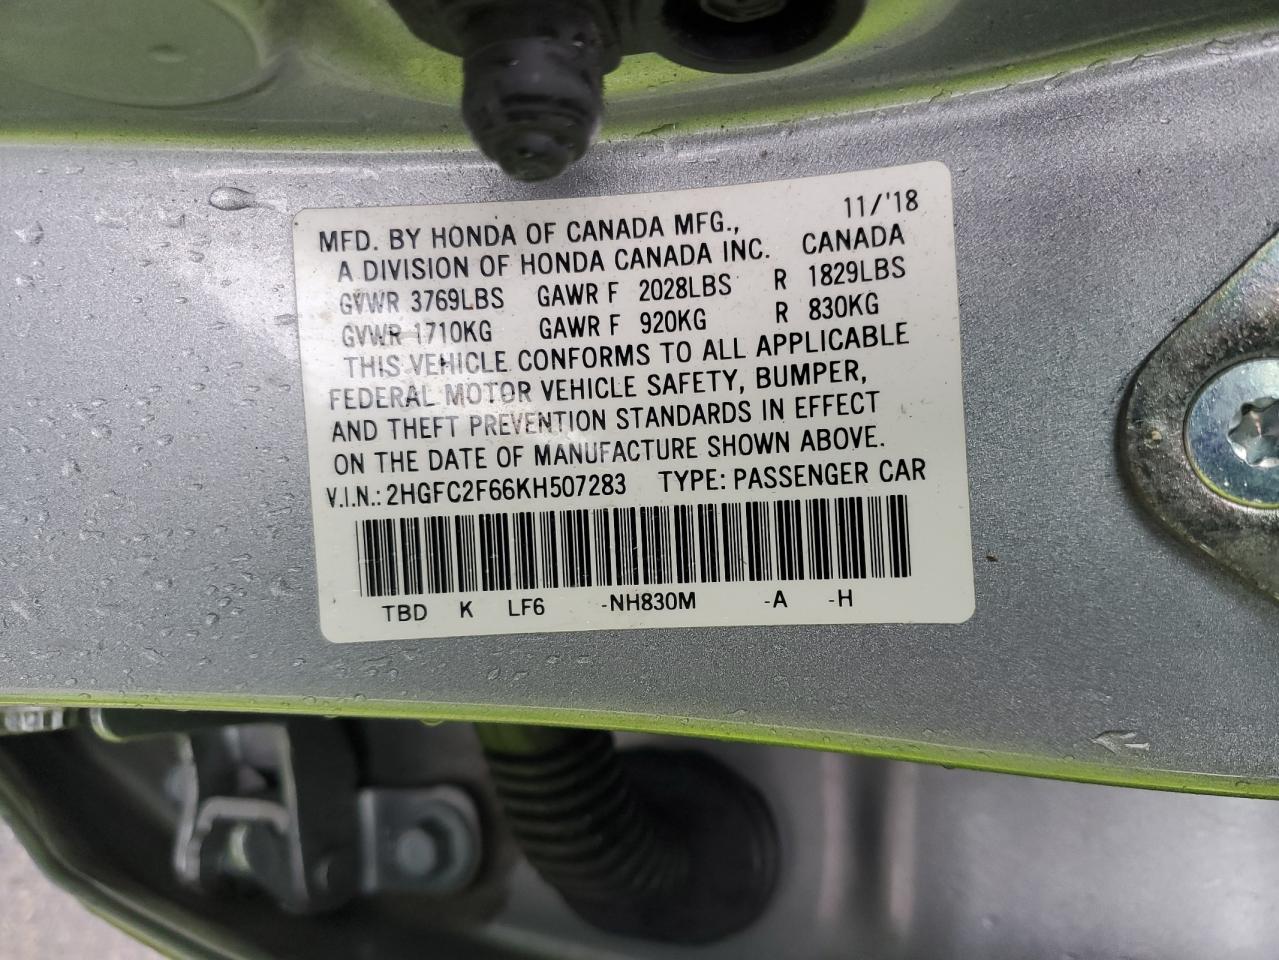 11/'18
MFD. BY HONDA OF CANADA MFG.,
A DIVISION OF HONDA CANADA INC. CANADA
GVWR 3769LBS GAWR F 2028LBS R 1829LBS
GVWR 1710KG GAWR F 920KG R 830KG
THIS VEHICLE CONFORMS TO ALL APPLICABLE
FEDERAL MOTOR VEHICLE SAFETY, BUMPER,
AND THEFT PREVENTION STANDARDS IN EFFECT
ON THE DATE OF MANUFACTURE SHOWN ABOVE.
V.I.N.: 2HGFC2F66KH507283 TYPE: PASSENGER CAR
TBD K LF6 -NH830M -A -H